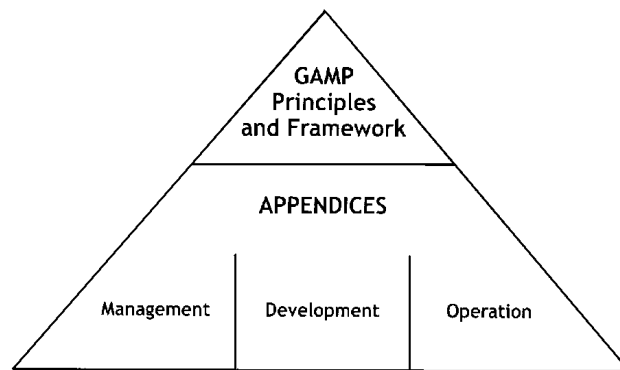 GAMP
Principles
and Framework
APPENDICES
Management
Development
Operation